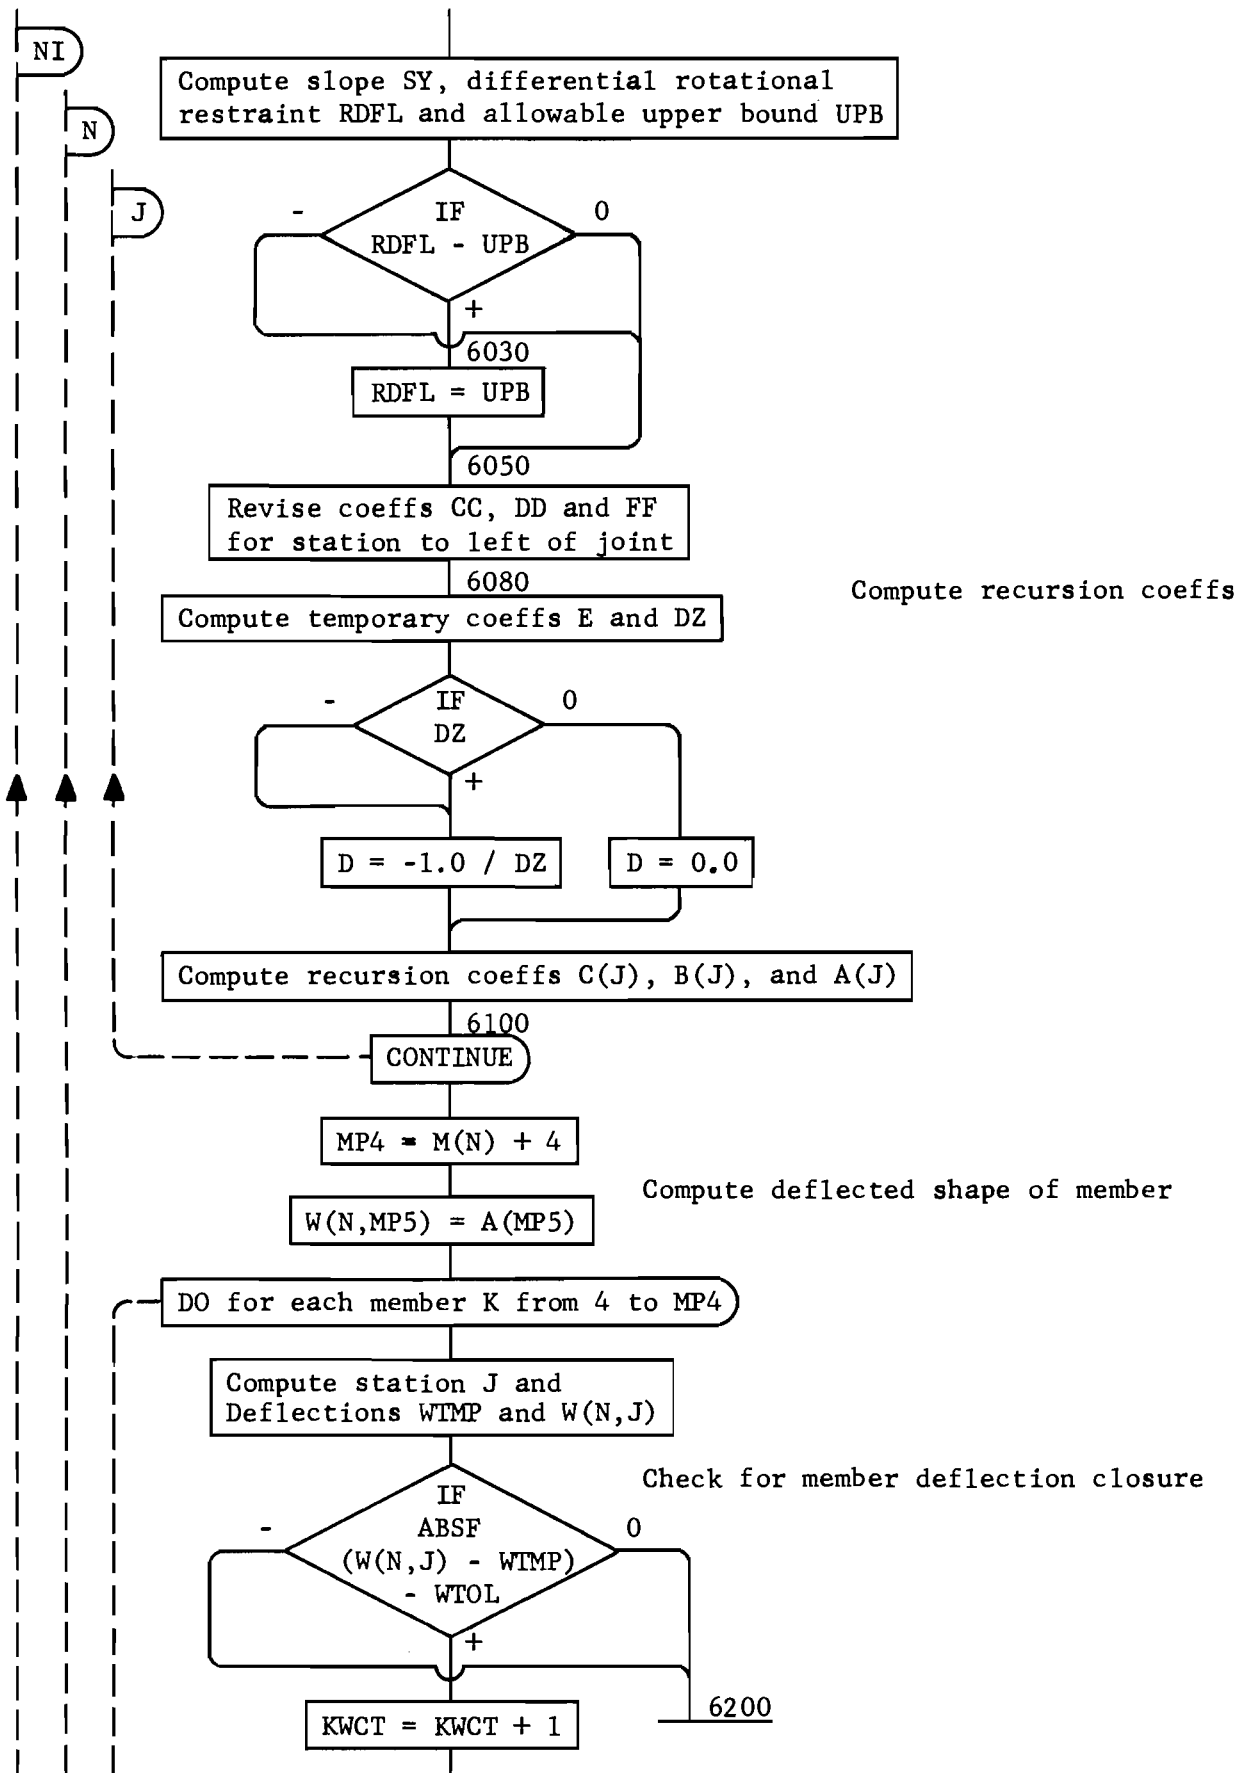 NI
Compute slope SY, differential rotational
restraint RDFL and allowable upper bound UPB
N
J
- IF 0
RDFL - UPB
+
6030
RDFL = UPB
6050
Revise coeffs CC, DD and FF
for station to left of joint
6080
Compute recursion coeffs
Compute temporary coeffs E and DZ
- IF 0
DZ
+
D = -1.0 / DZ
D = 0.0
Compute recursion coeffs C(J), B(J), and A(J)
6100
CONTINUE
MP4 = M(N) + 4
Compute deflected shape of member
W(N,MP5) = A(MP5)
DO for each member K from 4 to MP4
Compute station J and
Deflections WTMP and W(N,J)
Check for member deflection closure
IF
- ABSF 0
(W(N,J) - WTMP)
- WTOL
+
KWCT = KWCT + 1
6200